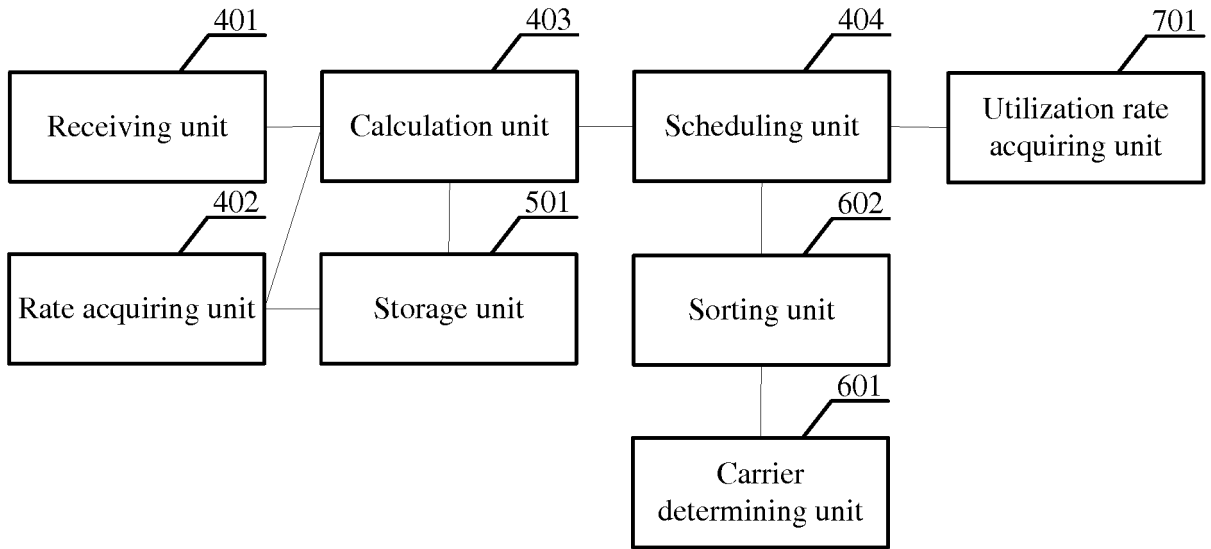 401
403
404
701
Receiving unit
Calculation unit
Scheduling unit
Utilization rate
acquiring unit
402
501
602
Rate acquiring unit
Storage unit
Sorting unit
601
Carrier
determining unit